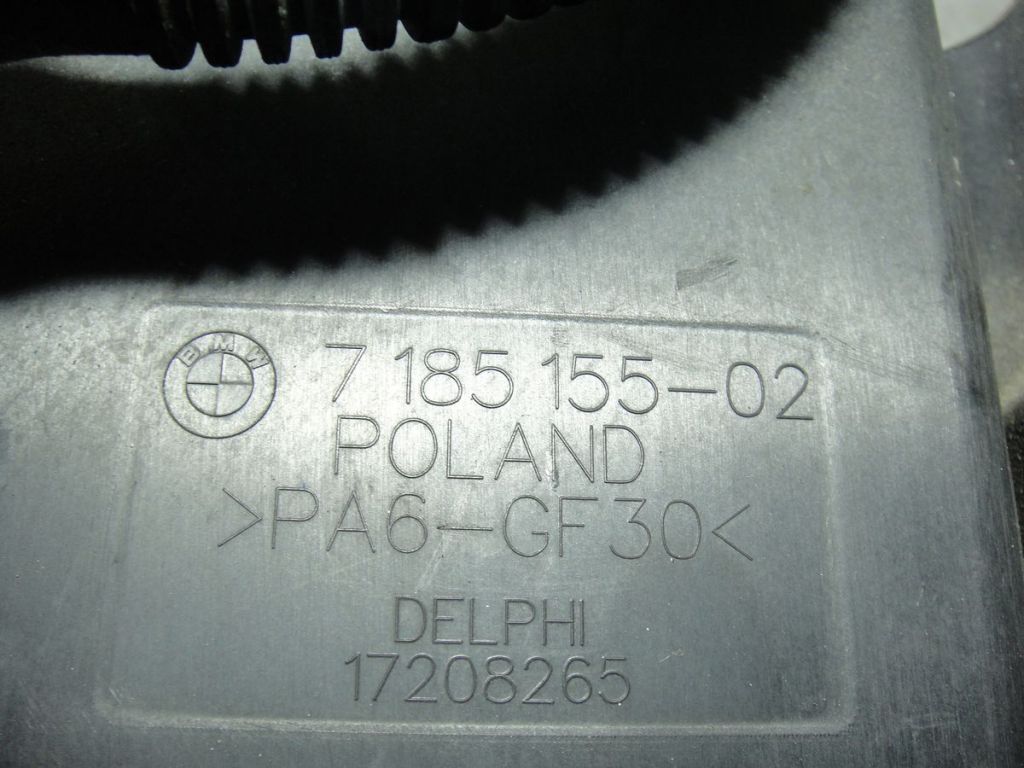 BMW 7 185 155-02
POLAND
>PA6-GF30<
DELPHI
17208265